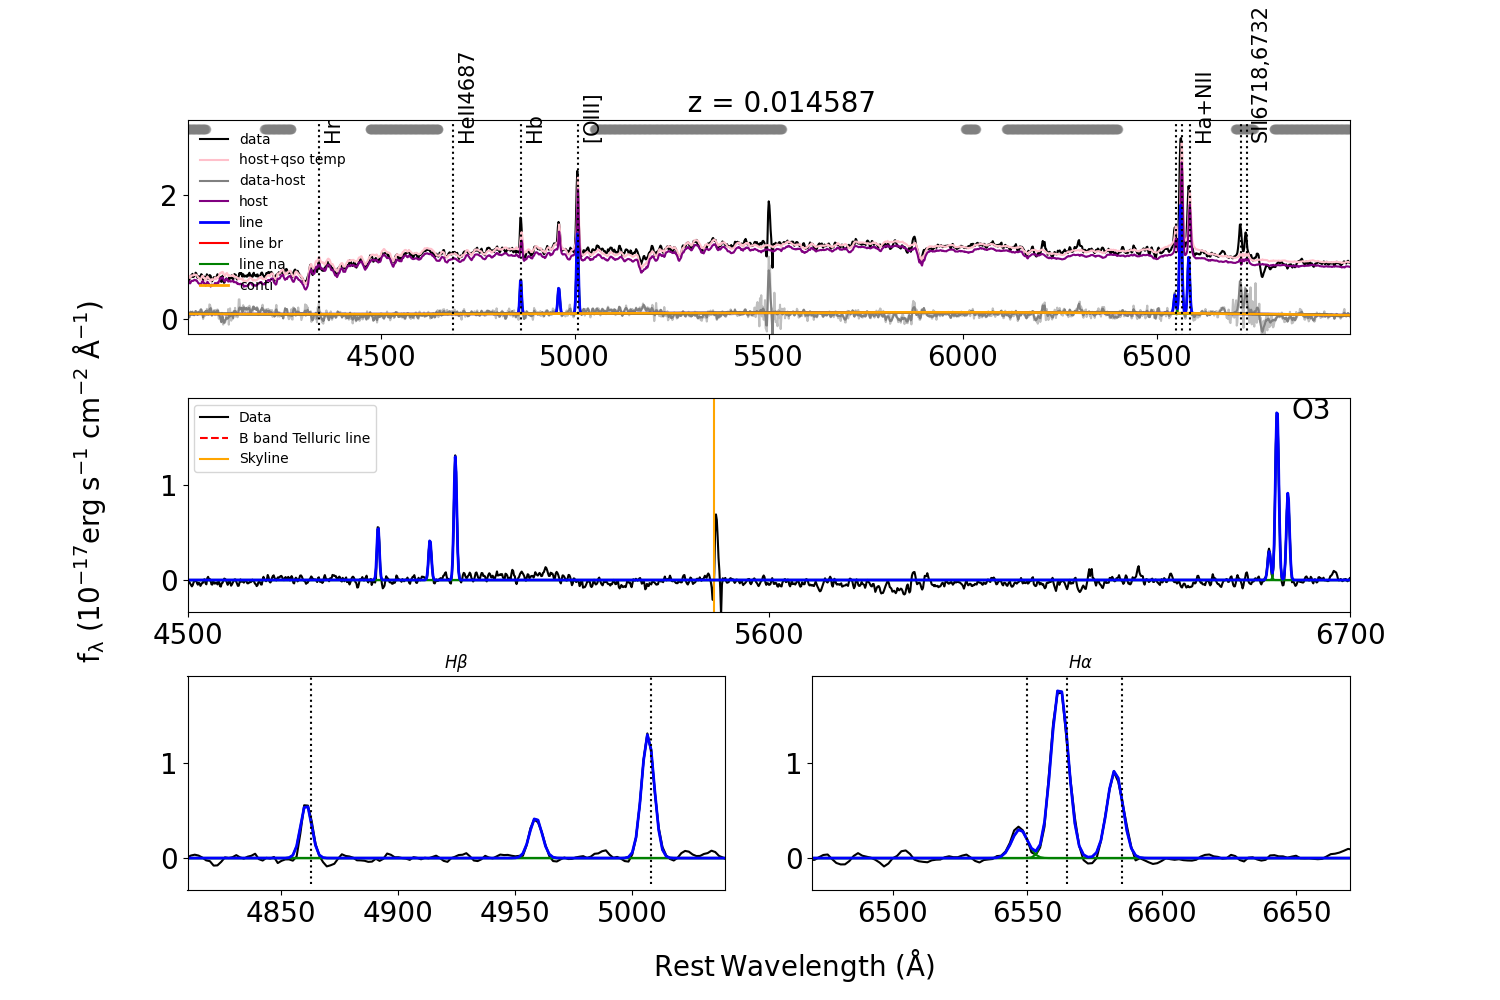 z = 0.014587
Hr
HeII4687
Hb
[OIII]
Ha+NII
SII6718,6732
data
host+qso temp
data-host
host
line
line br
line na
conti
2
0
4500 5000 5500 6000 6500
O3
Data
B band Telluric line
Skyline
1
0
4500 5600 6700
fλ (10−17erg s−1 cm−2 Å−1)
Hβ
1
0
4850 4900 4950 5000
Hα
1
0
6500 6550 6600 6650
Rest Wavelength (Å)